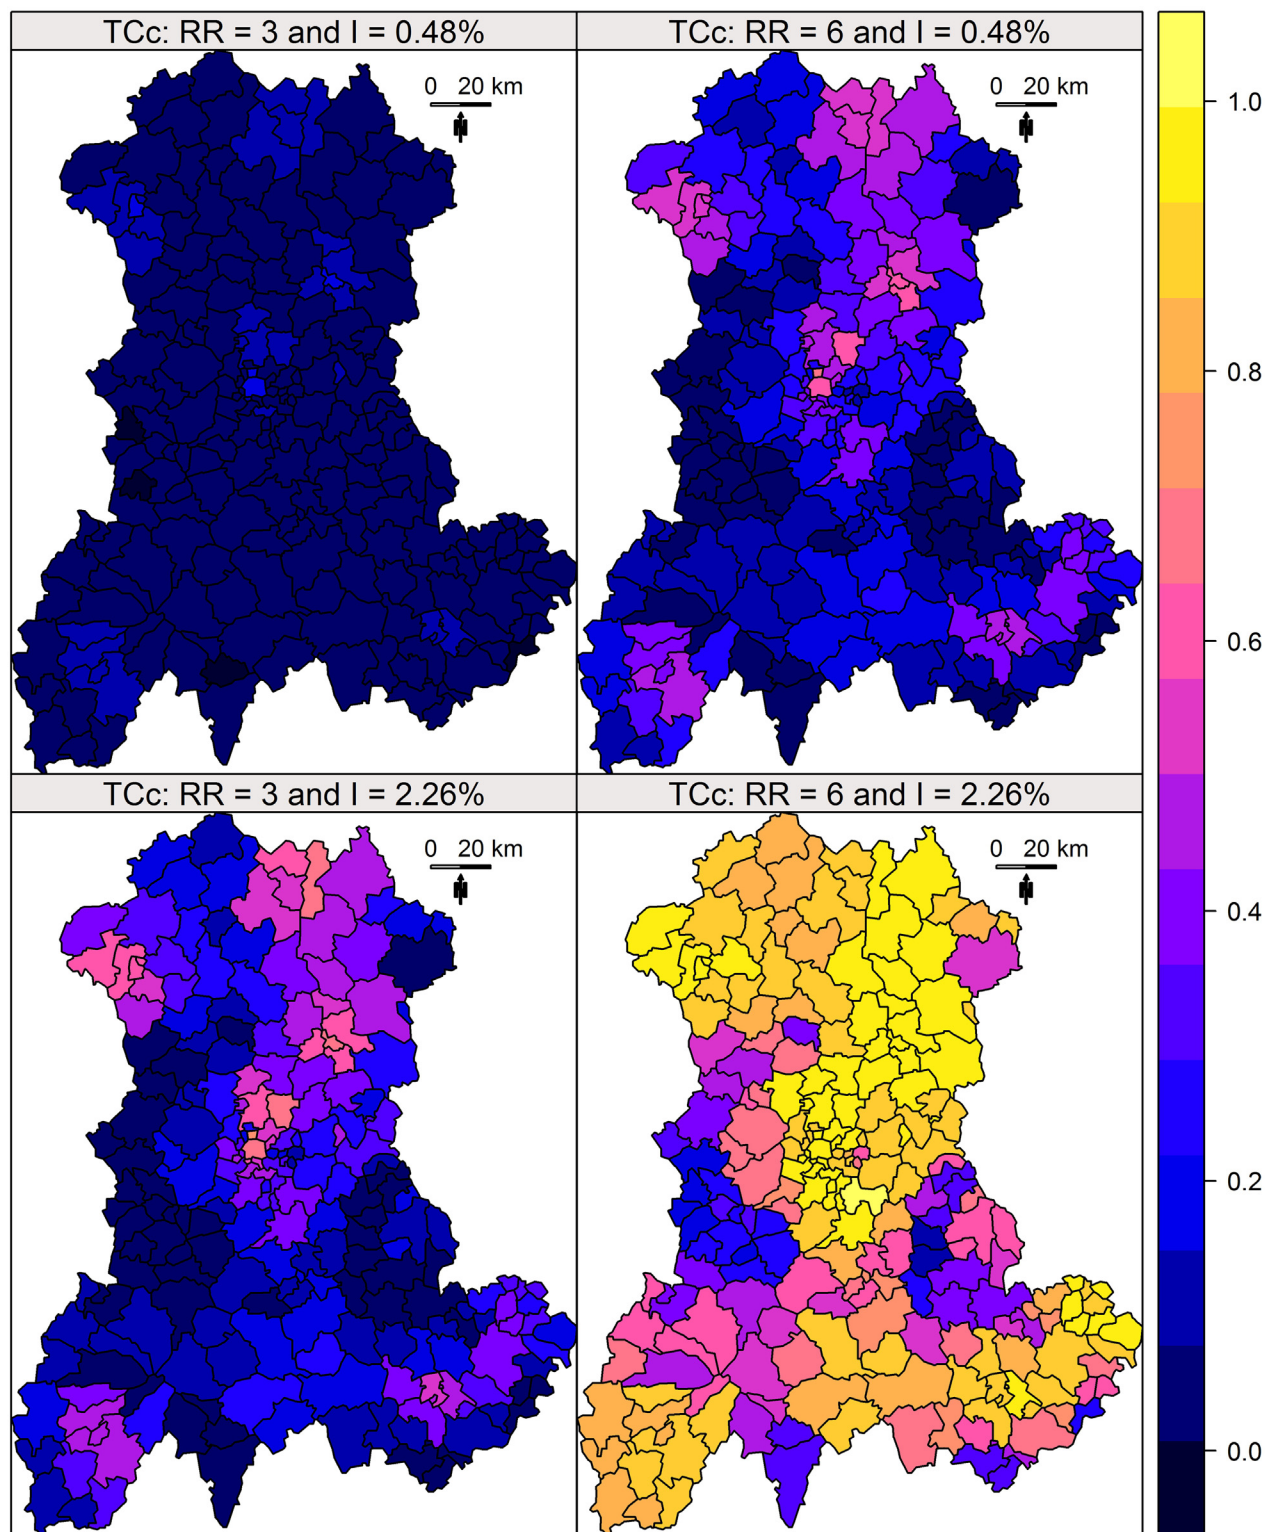 TCc: RR = 3 and I = 0.48%
TCc: RR = 6 and I = 0.48%
0 20 km
N
0 20 km
N
1.0
0.8
0.6
0.4
0.2
0.0
TCc: RR = 3 and I = 2.26%
TCc: RR = 6 and I = 2.26%
0 20 km
N
0 20 km
N